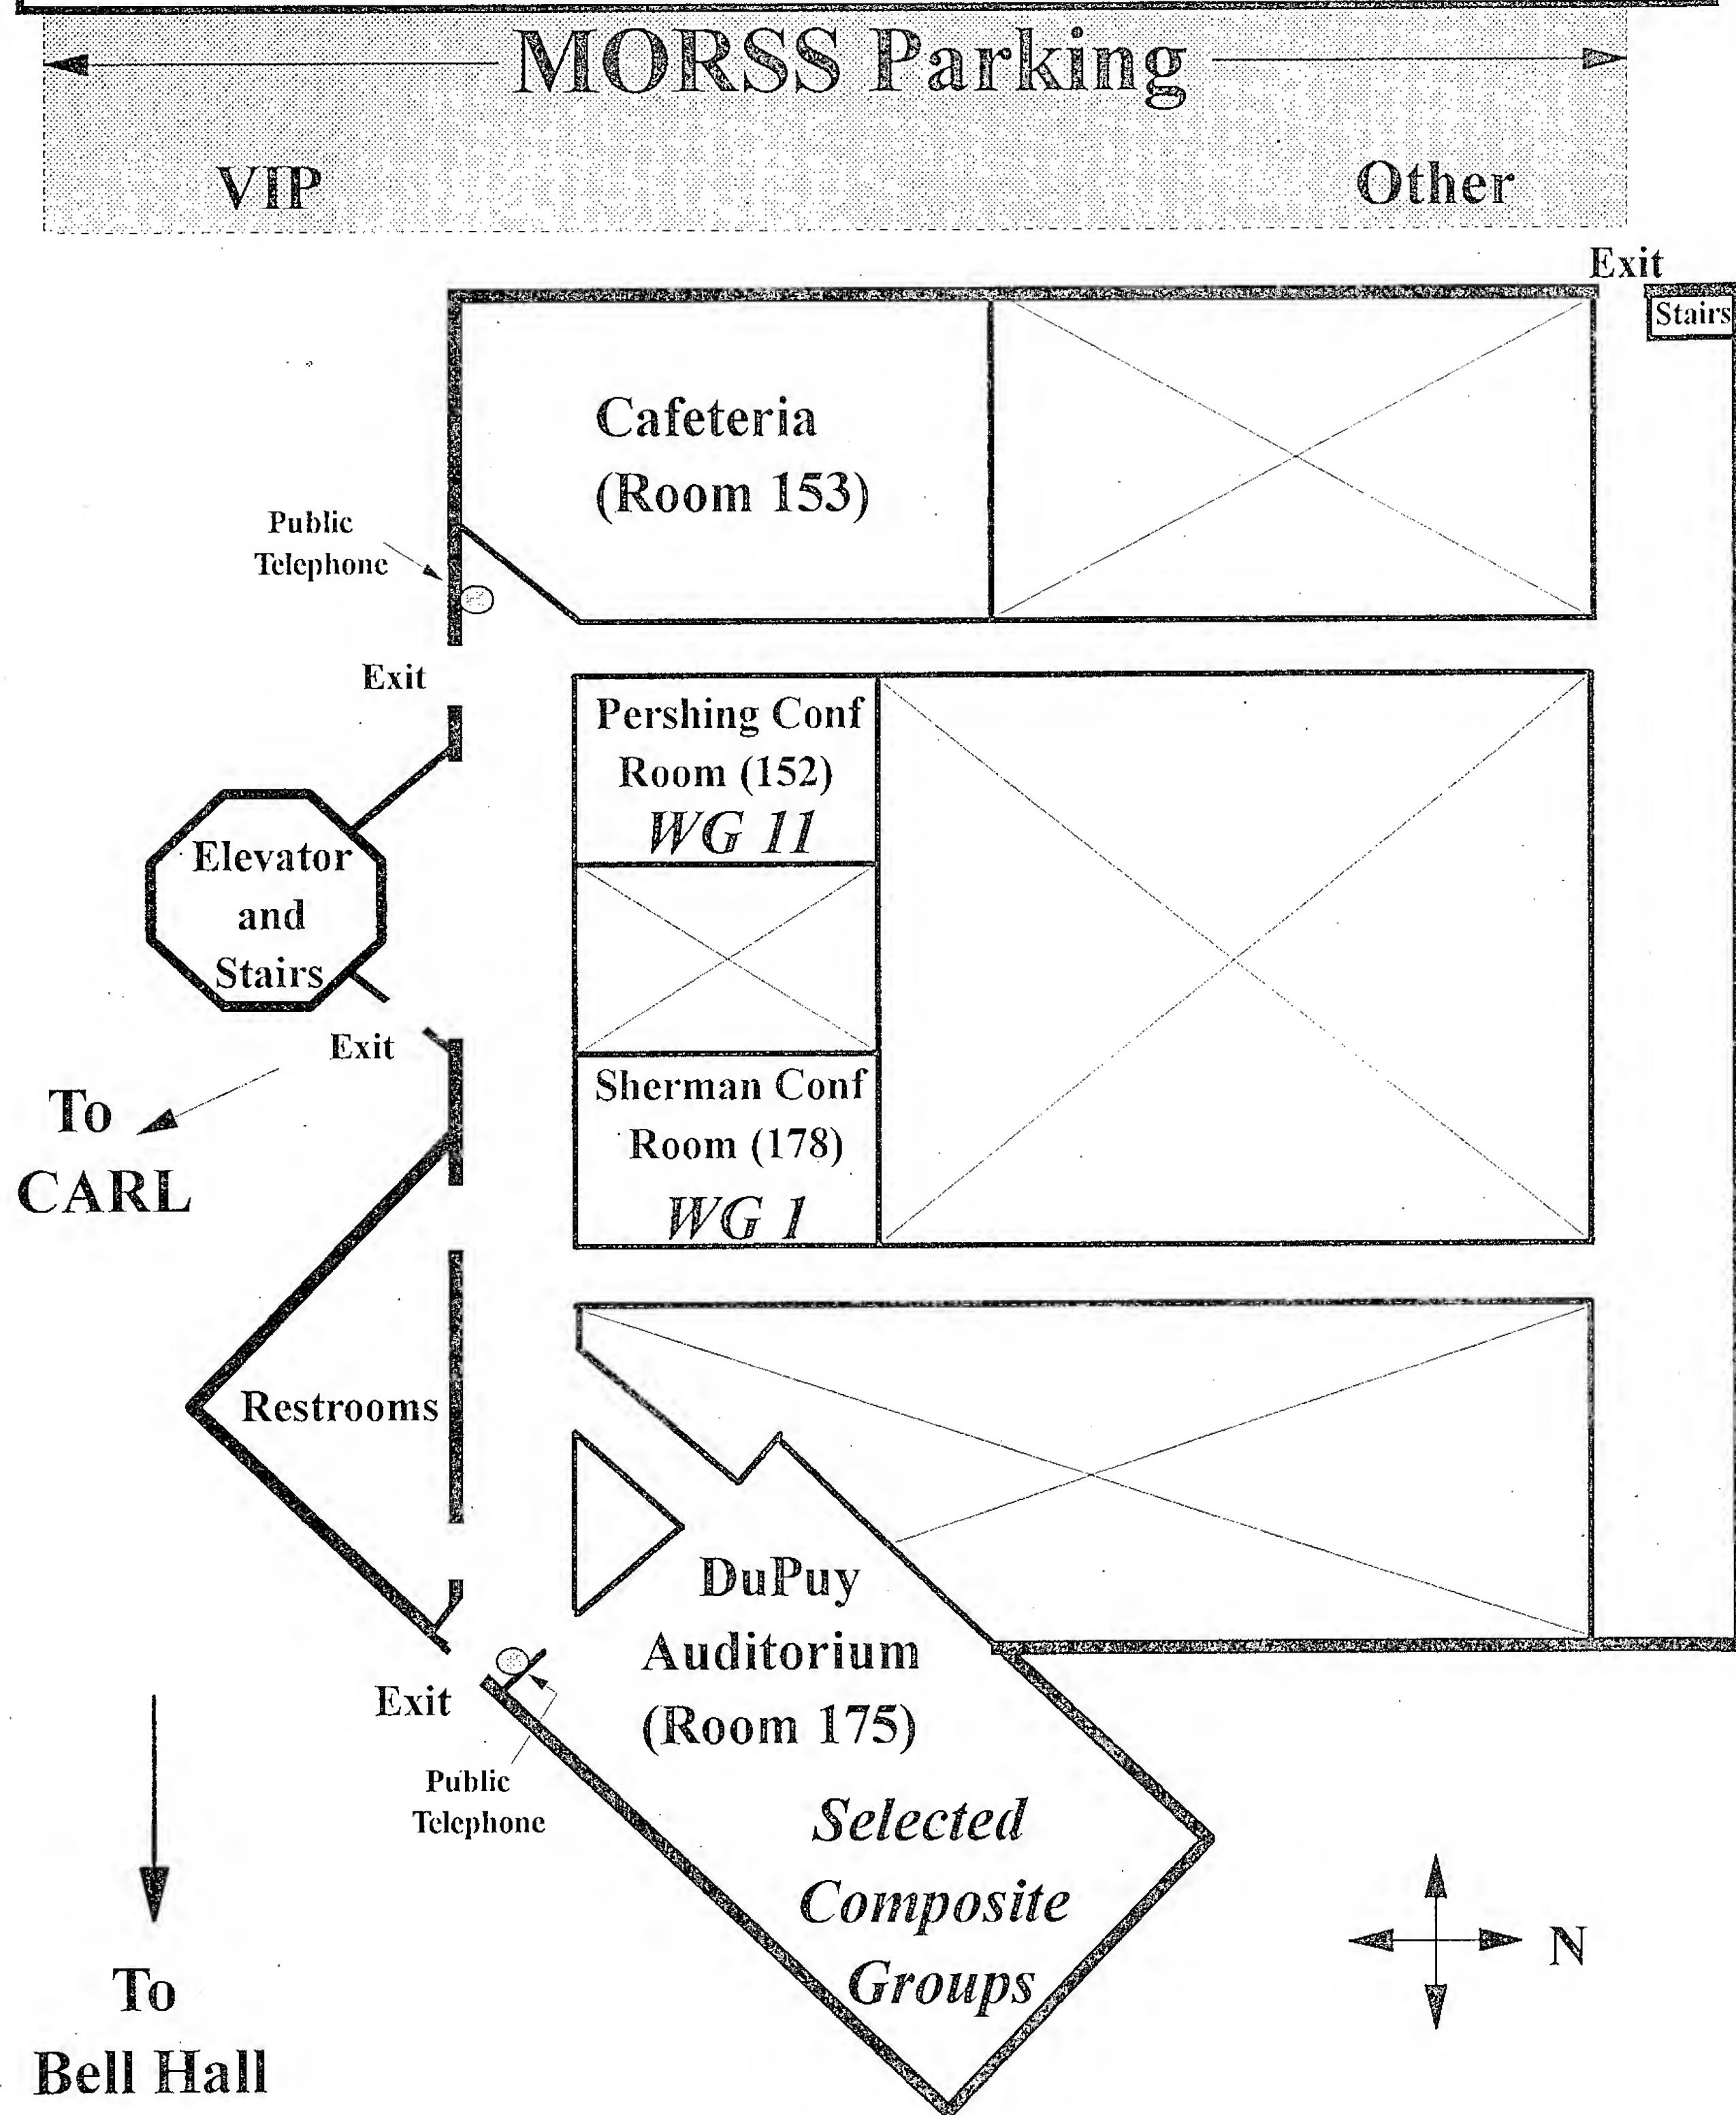 MORSS Parking
VIP
Other
Exit
Stairs
Cafeteria
(Room 153)
Public
Telephone
Exit
Pershing Conf
Room (152)
WG 11
Elevator
and
Stairs
Exit
To
CARL
Sherman Conf
Room (178)
WG 1
Restrooms
DuPuy
Auditorium
(Room 175)
Exit
Public
Telephone
Selected
Composite
Groups
N
To
Bell Hall